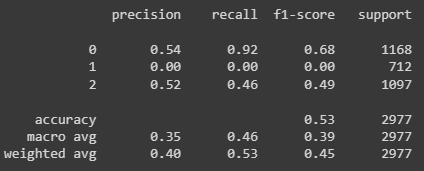 precision recall f1-score support
0 0.54 0.92 0.68 1168
1 0.00 0.00 0.00 712
2 0.52 0.46 0.49 1097
accuracy 0.53 2977
macro avg 0.35 0.46 0.39 2977
weighted avg 0.40 0.53 0.45 2977